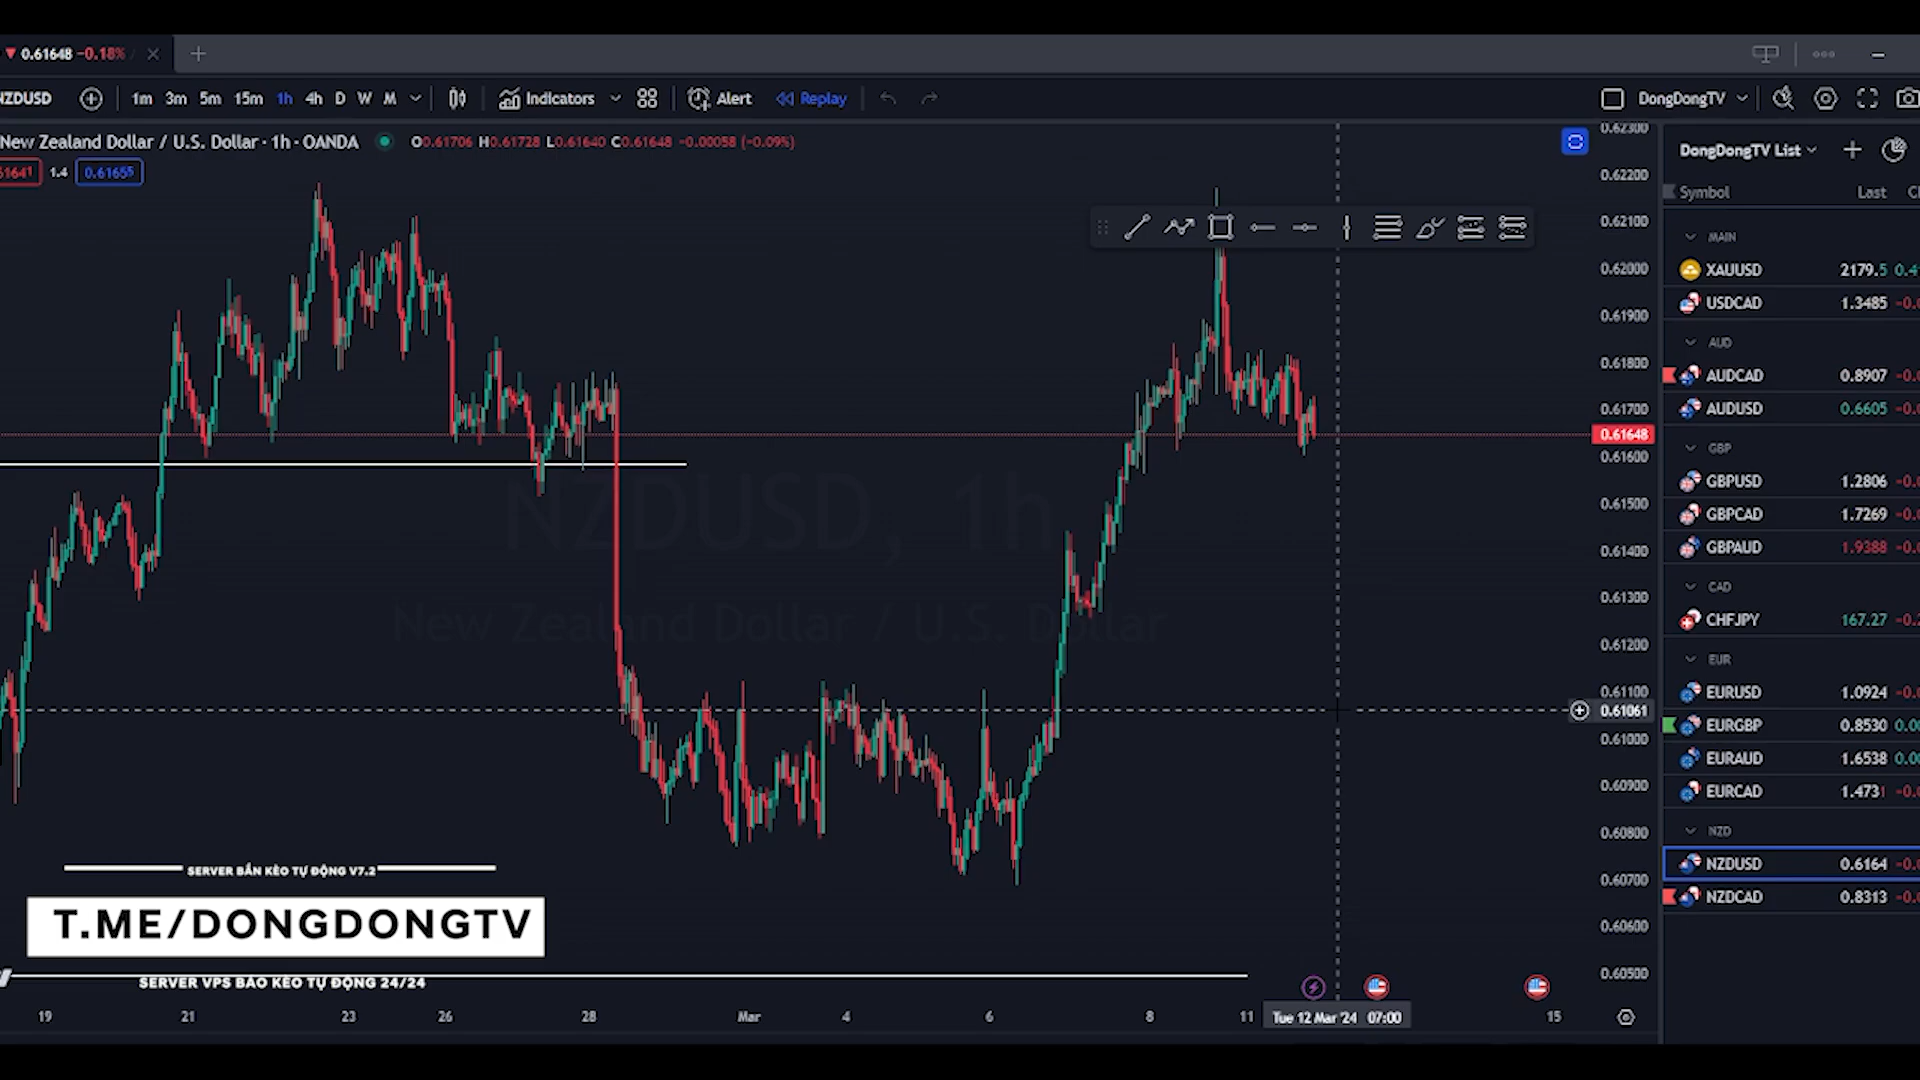 0.61648 −0.18%
NZDUSD 1m 3m 5m 15m 1h 4h D W M Indicators Alert Replay DongDongTV
New Zealand Dollar / U.S. Dollar · 1h · OANDA O0.61706 H0.61728 L0.61640 C0.61648 −0.00058 (−0.09%)
61641 1.4 0.61655
NZDUSD, 1h
New Zealand Dollar / U.S. Dollar
0.62300
0.62200
0.62100
0.62000
0.61900
0.61800
0.61700
0.61648
0.61600
0.61500
0.61400
0.61300
0.61200
0.61100
0.61061
0.61000
0.60900
0.60800
0.60700
0.60600
0.60500
DongDongTV List
Symbol Last
MAIN
XAUUSD 2179.5
USDCAD 1.3485
AUD
AUDCAD 0.8907
AUDUSD 0.6605
GBP
GBPUSD 1.2806
GBPCAD 1.7269
GBPAUD 1.9388
CAD
CHFJPY 167.27
EUR
EURUSD 1.0924
EURGBP 0.8530
EURAUD 1.6538
EURCAD 1.4731
NZD
NZDUSD 0.6164
NZDCAD 0.8313
SERVER BẮN KÈO TỰ ĐỘNG V7.2
T.ME/DONGDONGTV
SERVER VPS BÁO KÈO TỰ ĐỘNG 24/24
19 21 23 26 28 Mar 4 6 8 11 Tue 12 Mar '24 07:00 15